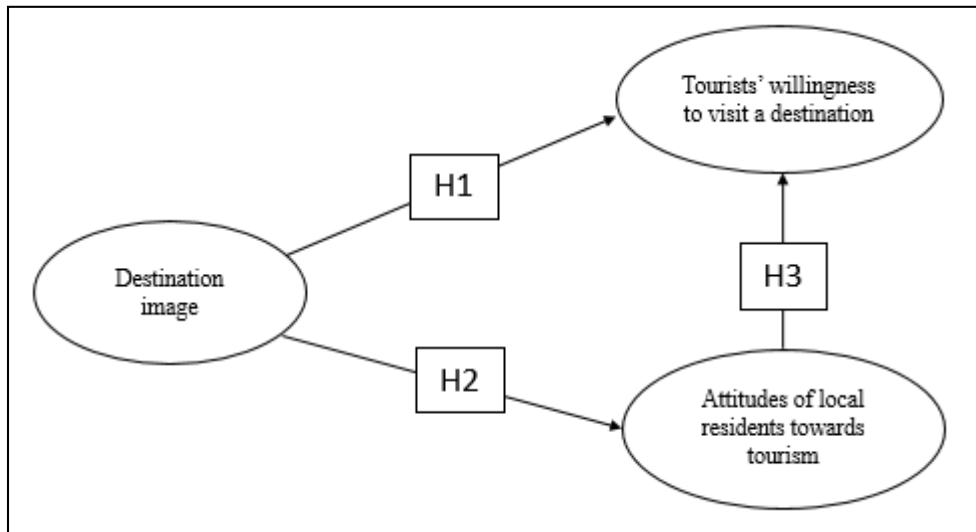 Tourists’ willingness
to visit a destination
H1
Destination
image
H3
H2
Attitudes of local
residents towards
tourism